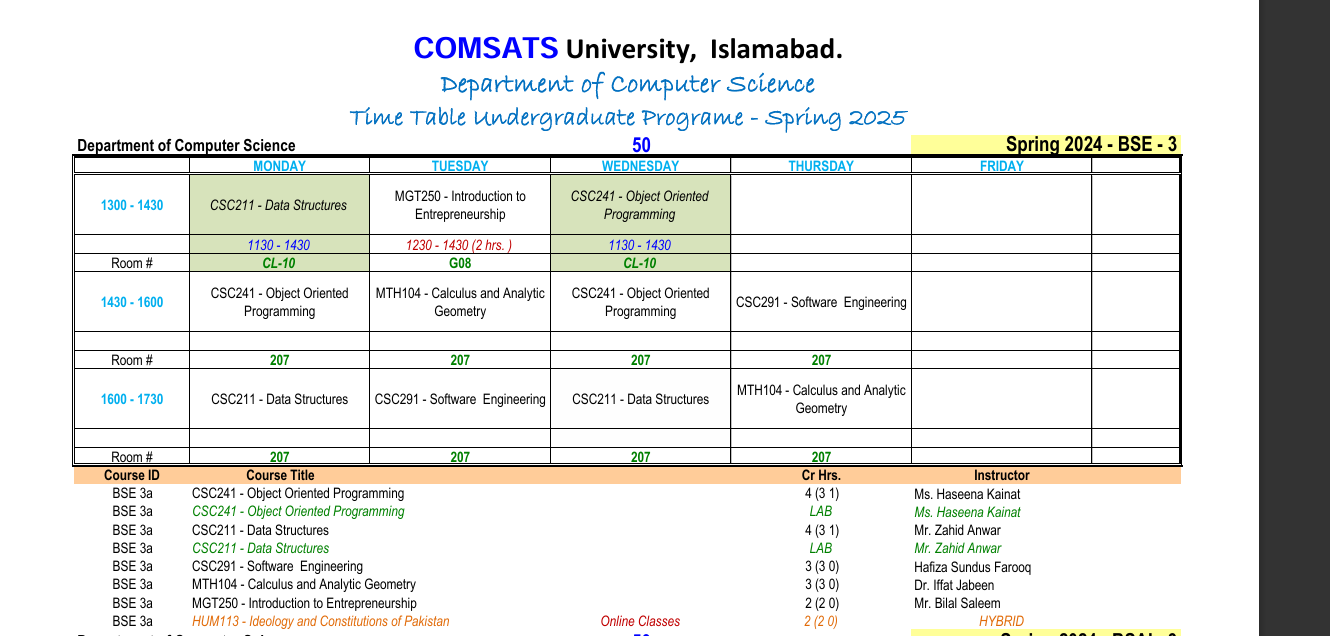 COMSATS University, Islamabad.
Department of Computer Science
Time Table Undergraduate Programe - Spring 2025
Department of Computer Science 50 Spring 2024 - BSE - 3
MONDAY TUESDAY WEDNESDAY THURSDAY FRIDAY
1300 - 1430 CSC211 - Data Structures MGT250 - Introduction to Entrepreneurship CSC241 - Object Oriented Programming
1130 - 1430 1230 - 1430 (2 hrs. ) 1130 - 1430
Room # CL-10 G08 CL-10
1430 - 1600 CSC241 - Object Oriented Programming MTH104 - Calculus and Analytic Geometry CSC241 - Object Oriented Programming CSC291 - Software Engineering
Room # 207 207 207 207
1600 - 1730 CSC211 - Data Structures CSC291 - Software Engineering CSC211 - Data Structures MTH104 - Calculus and Analytic Geometry
Room # 207 207 207 207
Course ID Course Title Cr Hrs. Instructor
BSE 3a CSC241 - Object Oriented Programming 4 (3 1) Ms. Haseena Kainat
BSE 3a CSC241 - Object Oriented Programming LAB Ms. Haseena Kainat
BSE 3a CSC211 - Data Structures 4 (3 1) Mr. Zahid Anwar
BSE 3a CSC211 - Data Structures LAB Mr. Zahid Anwar
BSE 3a CSC291 - Software Engineering 3 (3 0) Hafiza Sundus Farooq
BSE 3a MTH104 - Calculus and Analytic Geometry 3 (3 0) Dr. Iffat Jabeen
BSE 3a MGT250 - Introduction to Entrepreneurship 2 (2 0) Mr. Bilal Saleem
BSE 3a HUM113 - Ideology and Constitutions of Pakistan Online Classes 2 (2 0) HYBRID